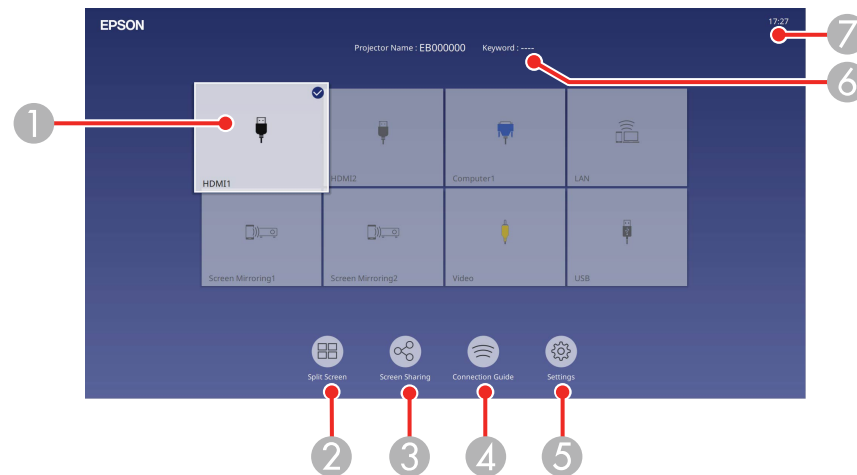 EPSON
17:27
Projector Name : EB000000 Keyword : ----
HDMI1
HDMI2
Computer1
LAN
Screen Mirroring1
Screen Mirroring2
Video
USB
Split Screen
Screen Sharing
Connection Guide
Settings
1
2
3
4
5
6
7